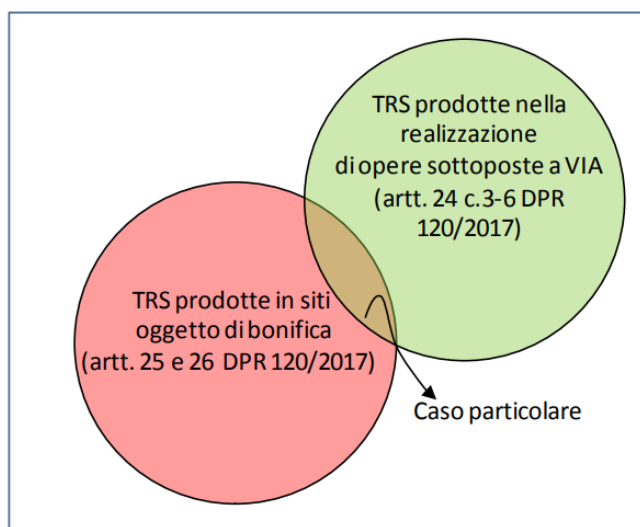 TRS prodotte nella
realizzazione
di opere sottoposte a VIA
(artt. 24 c.3-6 DPR
120/2017)
TRS prodotte in siti
oggetto di bonifica
(artt. 25 e 26 DPR 120/2017)
Caso particolare